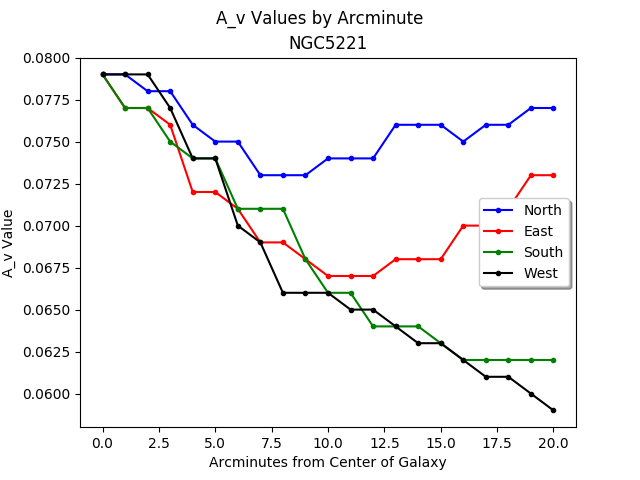 A_v Values by Arcminute
NGC5221
0.0800
0.0775
0.0750
0.0725
0.0700
0.0675
0.0650
0.0625
0.0600
A_v Value
North
East
South
West
0.0 2.5 5.0 7.5 10.0 12.5 15.0 17.5 20.0
Arcminutes from Center of Galaxy